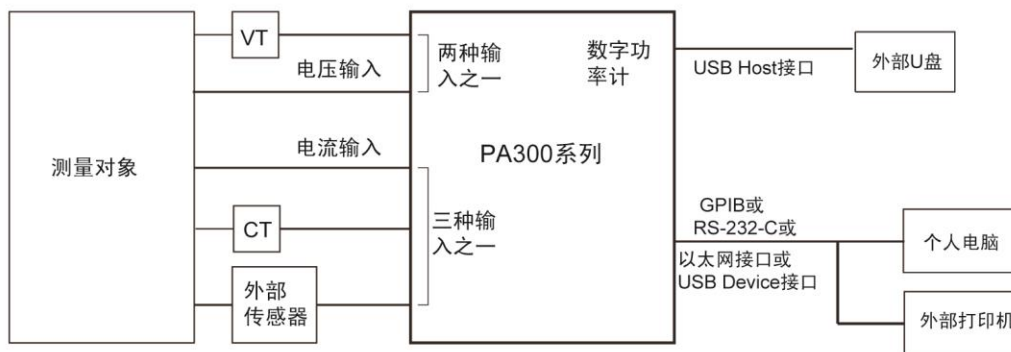 测量对象
VT
电压输入
电流输入
CT
外部
传感器
两种输
入之一
三种输
入之一
数字功
率计
PA300系列
USB Host接口
外部U盘
GPIB或
RS-232-C或
以太网接口或
USB Device接口
个人电脑
外部打印机